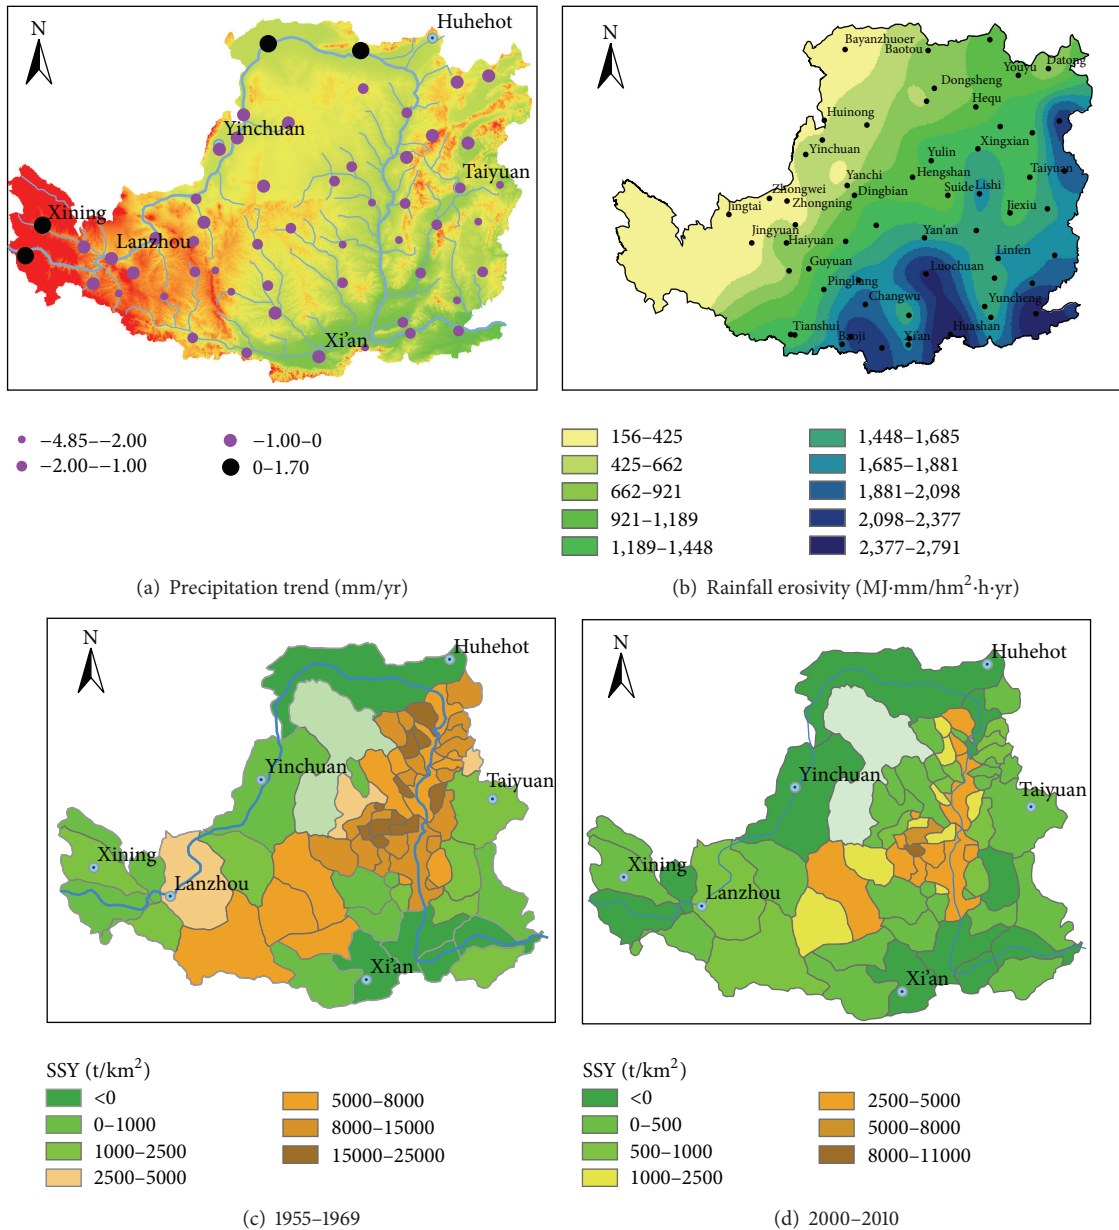 N
Huhehot
Yinchuan
Taiyuan
Xining
Lanzhou
Xi'an
−4.85–−2.00
−2.00–−1.00
−1.00–0
0–1.70
(a) Precipitation trend (mm/yr)
N
Bayanzhuoer
Baotou
Datong
Youyu
Dongsheng
Hequ
Huinong
Yinchuan
Xingxian
Yulin
Taiyuan
Hengshan
Yanchi
Dingbian
Suide
Lishi
Zhongwei
Zhongning
Jingtai
Jiexiu
Jingyuan
Haiyuan
Yan'an
Linfen
Guyuan
Luochuan
Pingliang
Changwu
Yuncheng
Tianshui
Baoji
Xi'an
Huashan
156–425
425–662
662–921
921–1,189
1,189–1,448
1,448–1,685
1,685–1,881
1,881–2,098
2,098–2,377
2,377–2,791
(b) Rainfall erosivity (MJ·mm/hm²·h·yr)
N
Huhehot
Yinchuan
Taiyuan
Xining
Lanzhou
Xi'an
SSY (t/km²)
<0
0–1000
1000–2500
2500–5000
5000–8000
8000–15000
15000–25000
(c) 1955–1969
N
Huhehot
Yinchuan
Taiyuan
Xining
Lanzhou
Xi'an
SSY (t/km²)
<0
0–500
500–1000
1000–2500
2500–5000
5000–8000
8000–11000
(d) 2000–2010